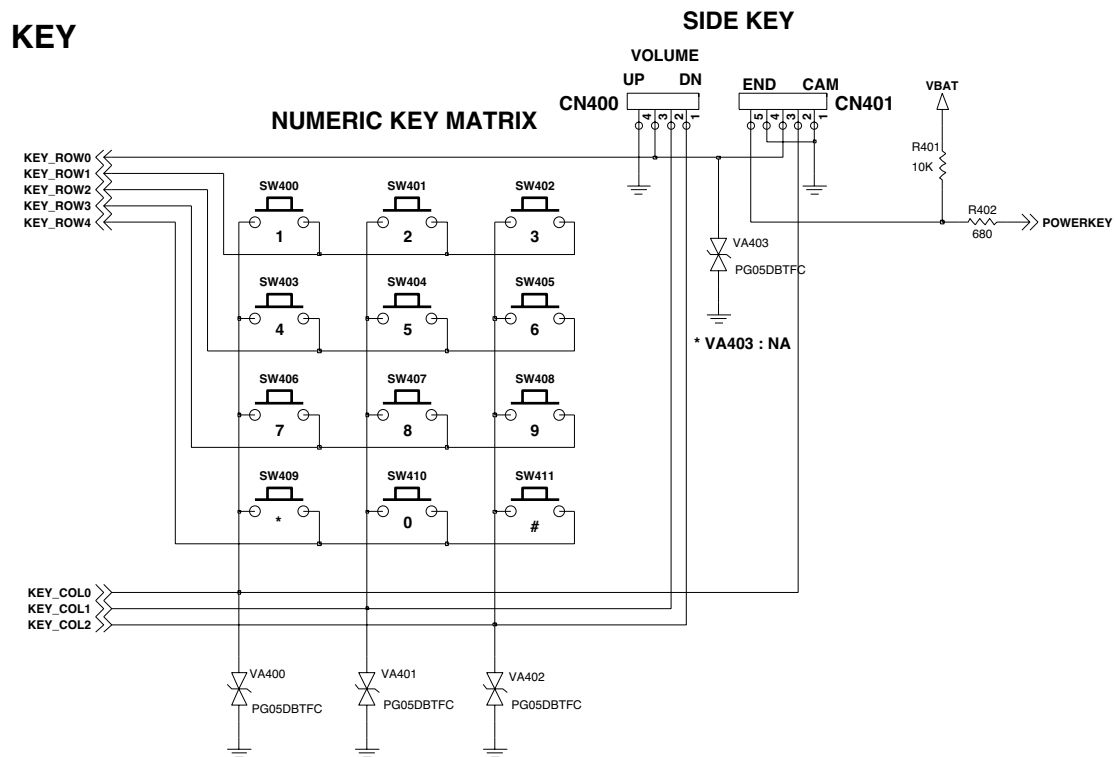 KEY
SIDE KEY
VOLUME
UP DN
CN400
4 3 2 1
END CAM
CN401
5 4 3 2 1
VBAT
R401
10K
R402
680
POWERKEY
NUMERIC KEY MATRIX
KEY_ROW0
KEY_ROW1
KEY_ROW2
KEY_ROW3
KEY_ROW4
SW400 SW401 SW402
1 2 3
VA403
PG05DBTFC
* VA403 : NA
SW403 SW404 SW405
4 5 6
SW406 SW407 SW408
7 8 9
SW409 SW410 SW411
* 0 #
KEY_COL0
KEY_COL1
KEY_COL2
VA400 VA401 VA402
PG05DBTFC PG05DBTFC PG05DBTFC